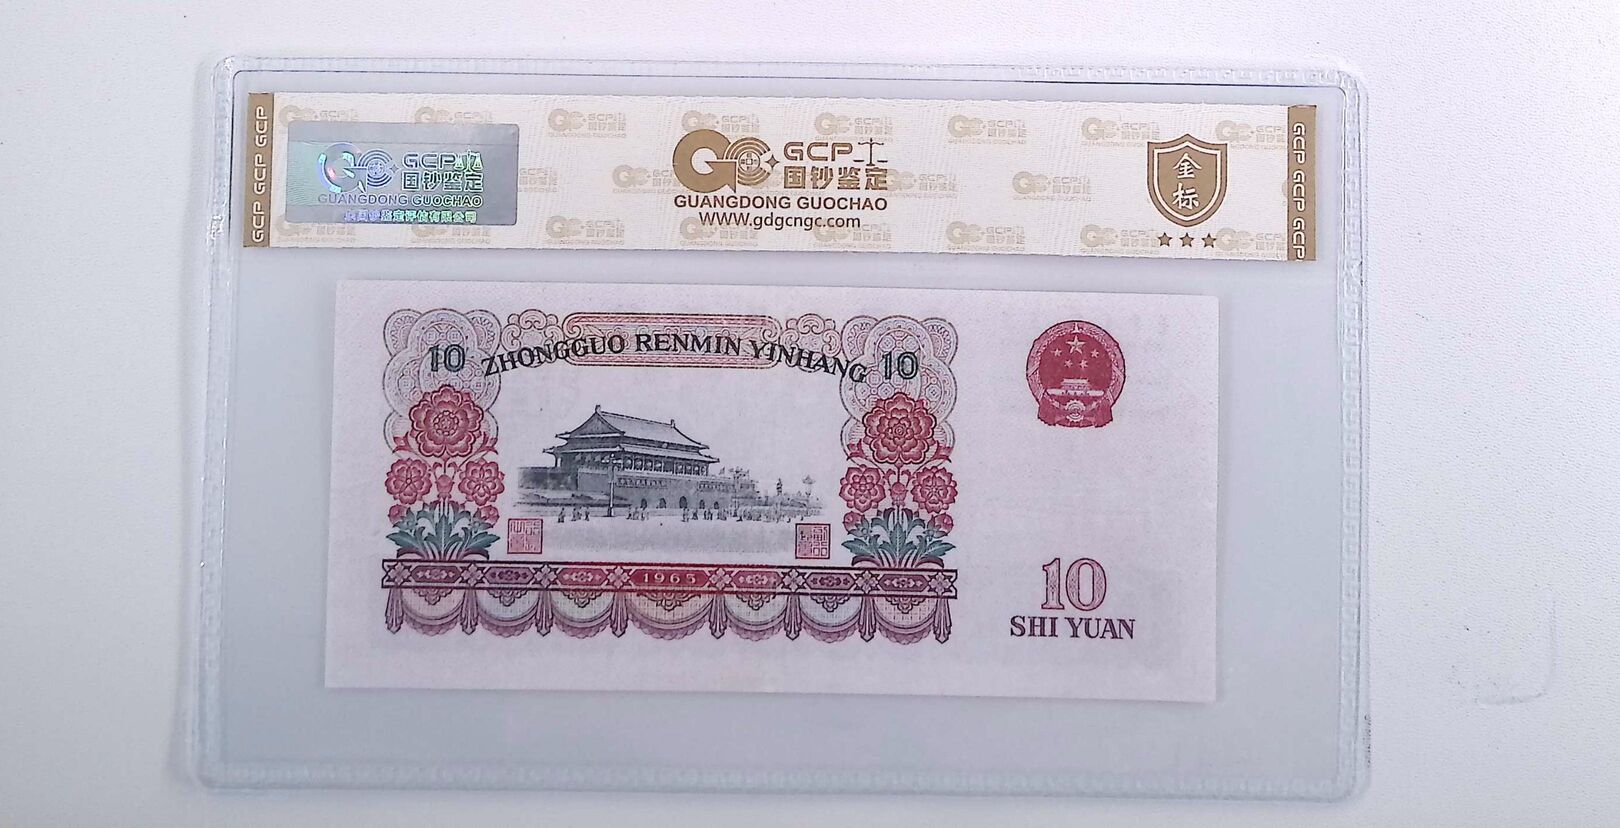 GCP GCP GCP
GCP
国钞鉴定
GUANGDONG GUOCHAO
GCP
国钞鉴定
GUANGDONG GUOCHAO
www.gdgcngc.com
金
标
GCP GCP GCP
10 ZHONGGUO RENMIN YINHANG 10
1965
10
SHI YUAN